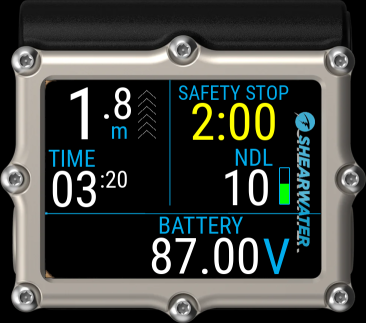 1.8
m
SAFETY STOP
2:00
TIME
03:20
NDL
10
SHEARWATER
BATTERY
87.00V